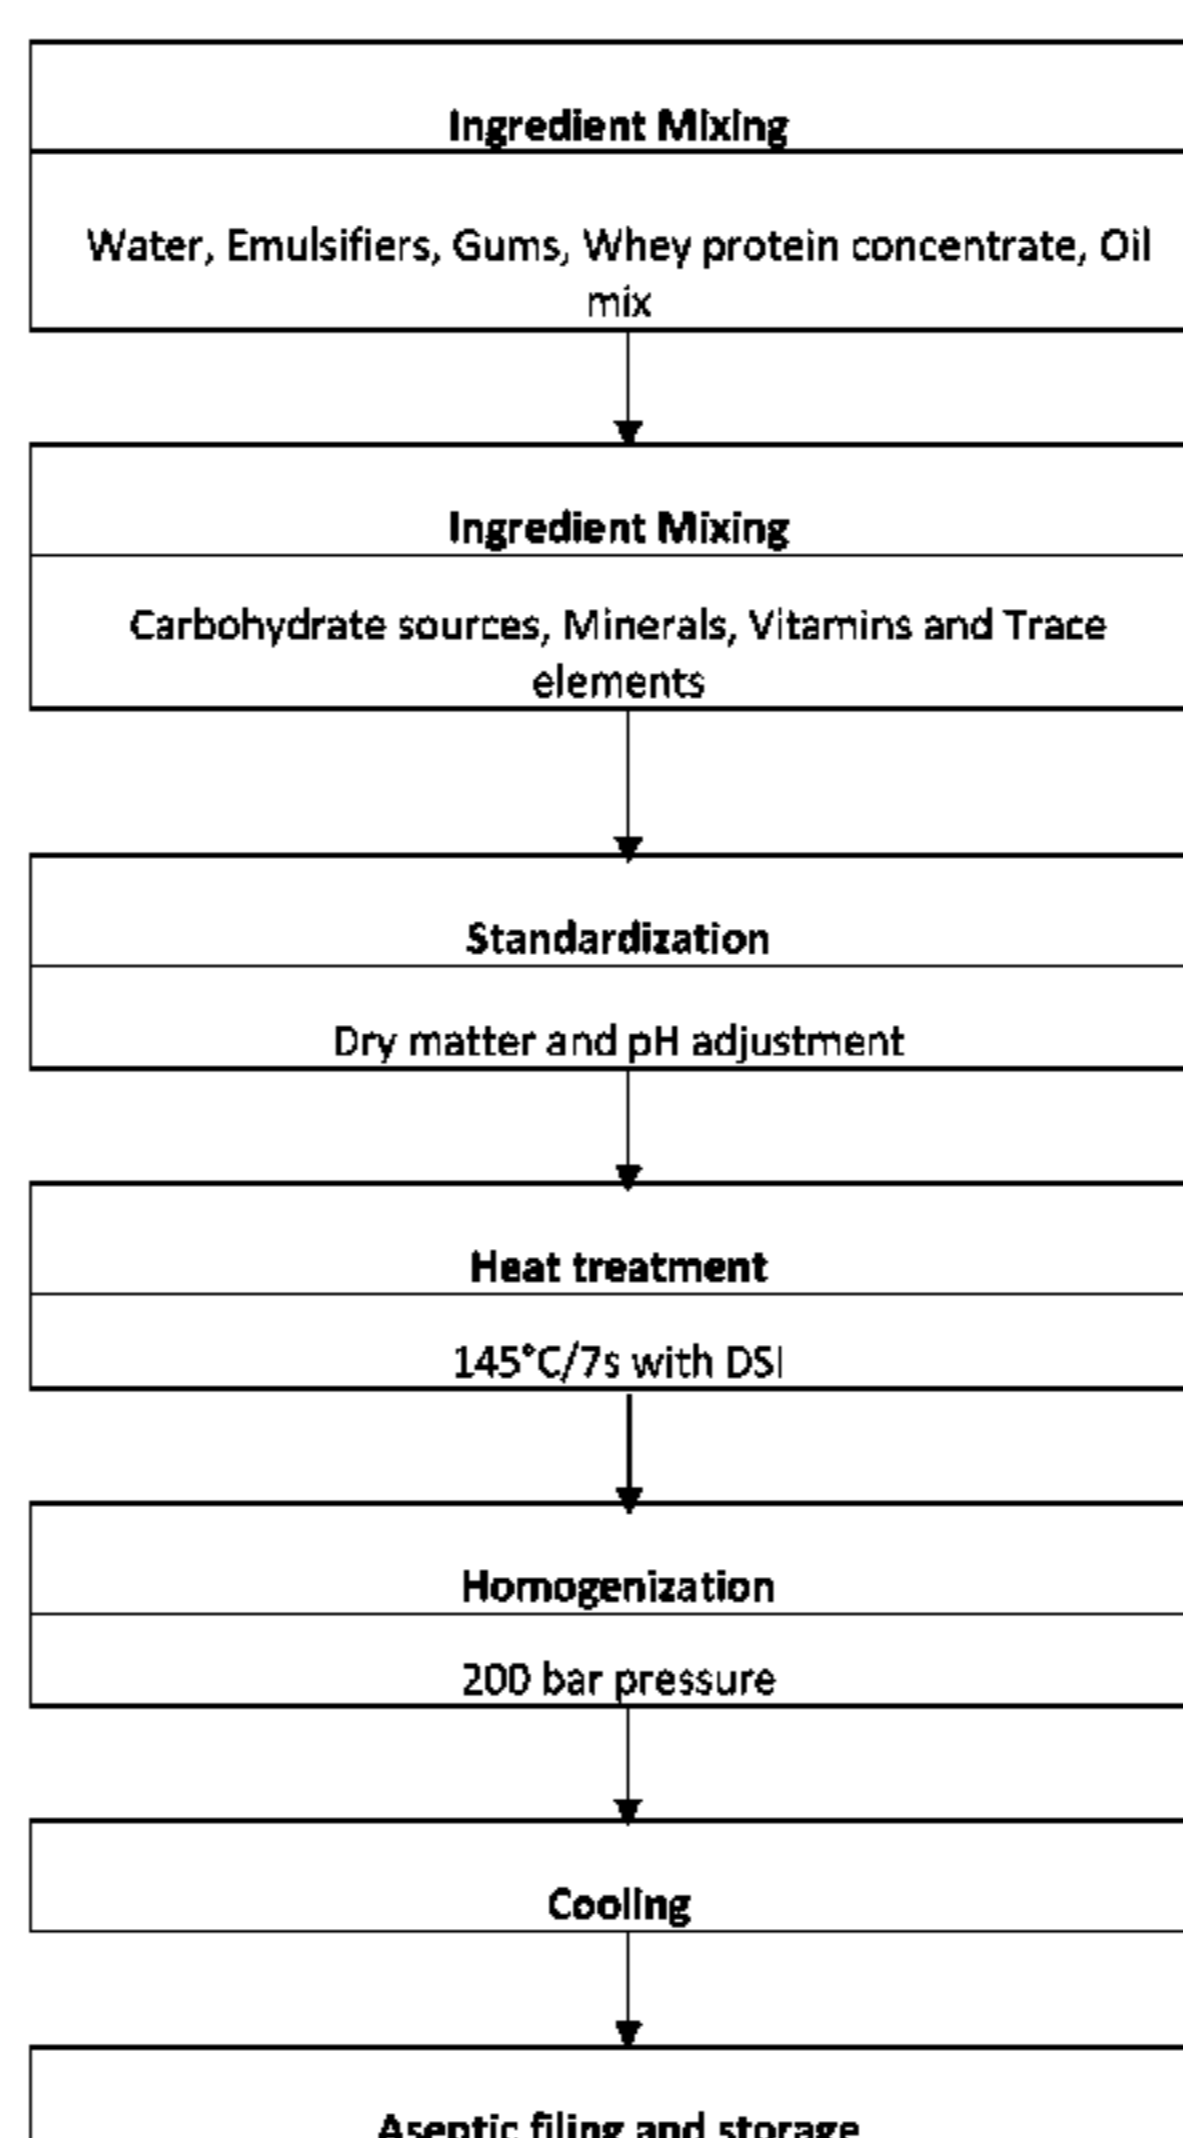 Ingredient Mixing
Water, Emulsifiers, Gums, Whey protein concentrate, Oil
mix
Ingredient Mixing
Carbohydrate sources, Minerals, Vitamins and Trace
elements
Standardization
Dry matter and pH adjustment
Heat treatment
145°C/7s with DSI
Homogenization
200 bar pressure
Cooling
Aseptic filing and storage